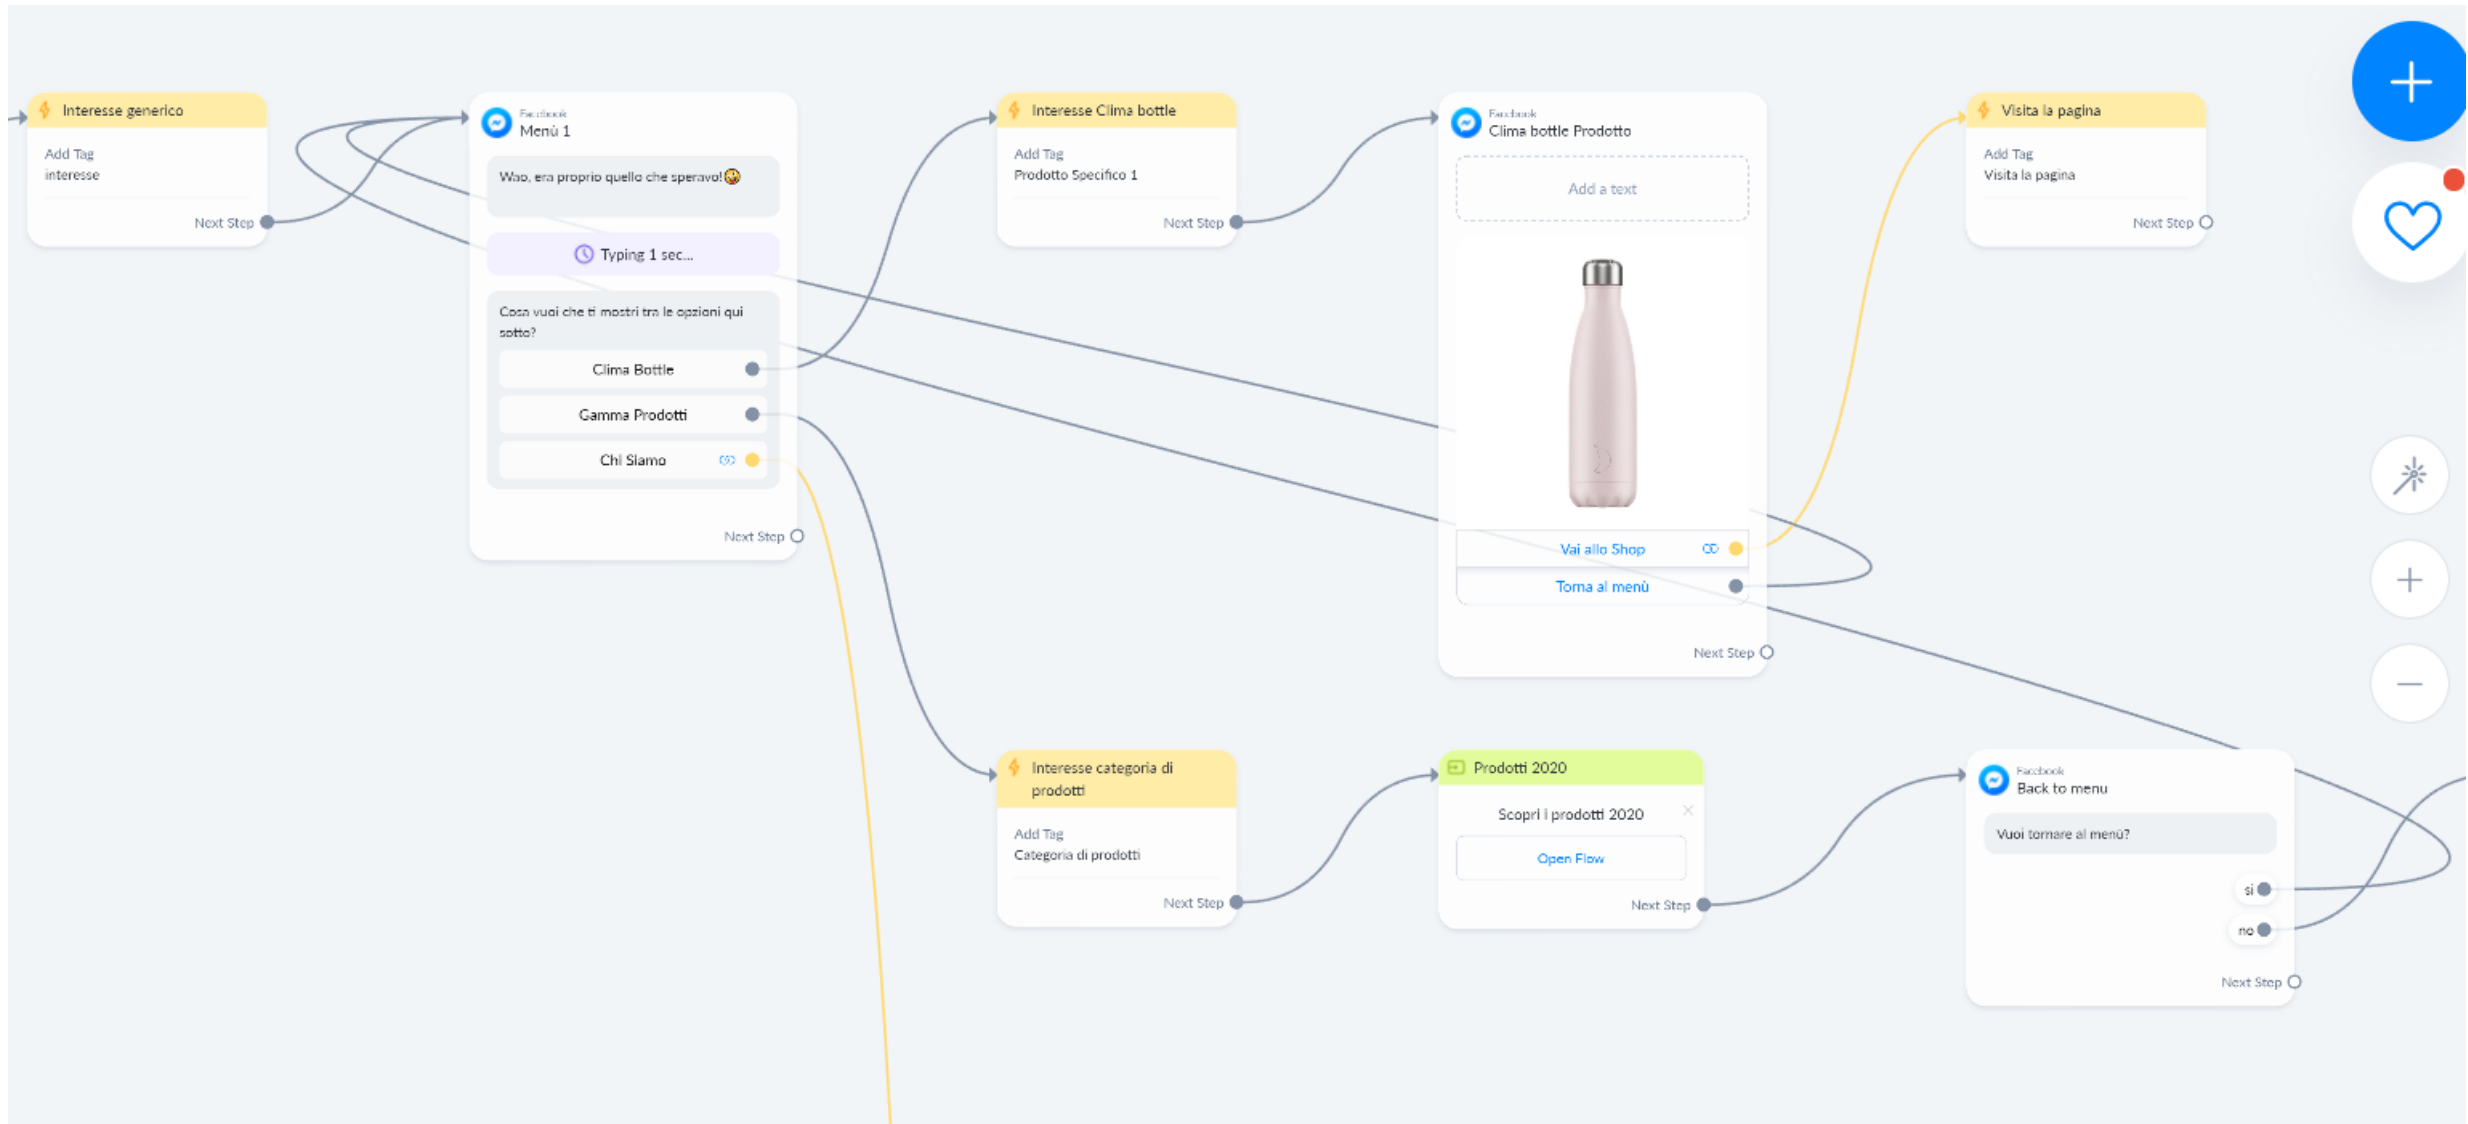 Interesse generico
Add Tag
interesse
Next Step
Facebook
Menù 1
Wao, era proprio quello che speravo!
Typing 1 sec...
Cosa vuoi che ti mostri tra le opzioni qui
sotto?
Clima Bottle
Gamma Prodotti
Chi Siamo
Next Step
Interesse Clima bottle
Add Tag
Prodotto Specifico 1
Next Step
Facebook
Clima bottle Prodotto
Add a text
Vai allo Shop
Torna al menù
Next Step
Visita la pagina
Add Tag
Visita la pagina
Next Step
Interesse categoria di
prodotti
Add Tag
Categoria di prodotti
Next Step
Prodotti 2020
Scopri i prodotti 2020
Open Flow
Next Step
Facebook
Back to menu
Vuoi tornare al menù?
si
no
Next Step